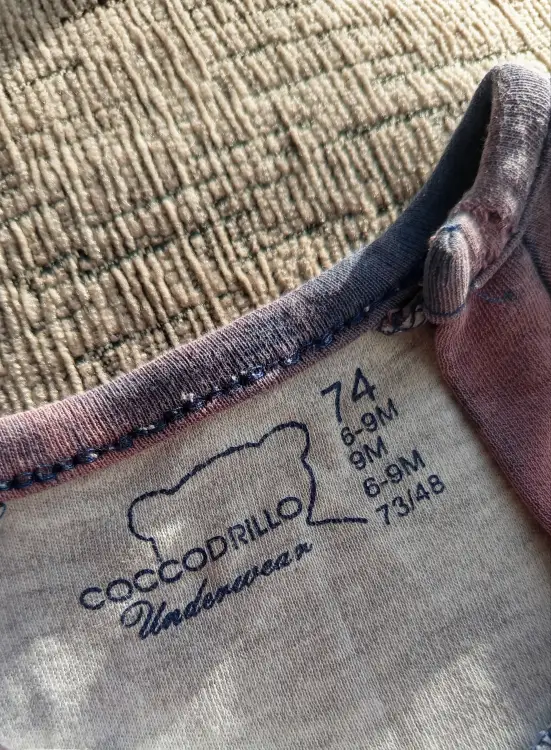 74
6-9M
9M
6-9M
73/48
COCCODRILLO
Underwear